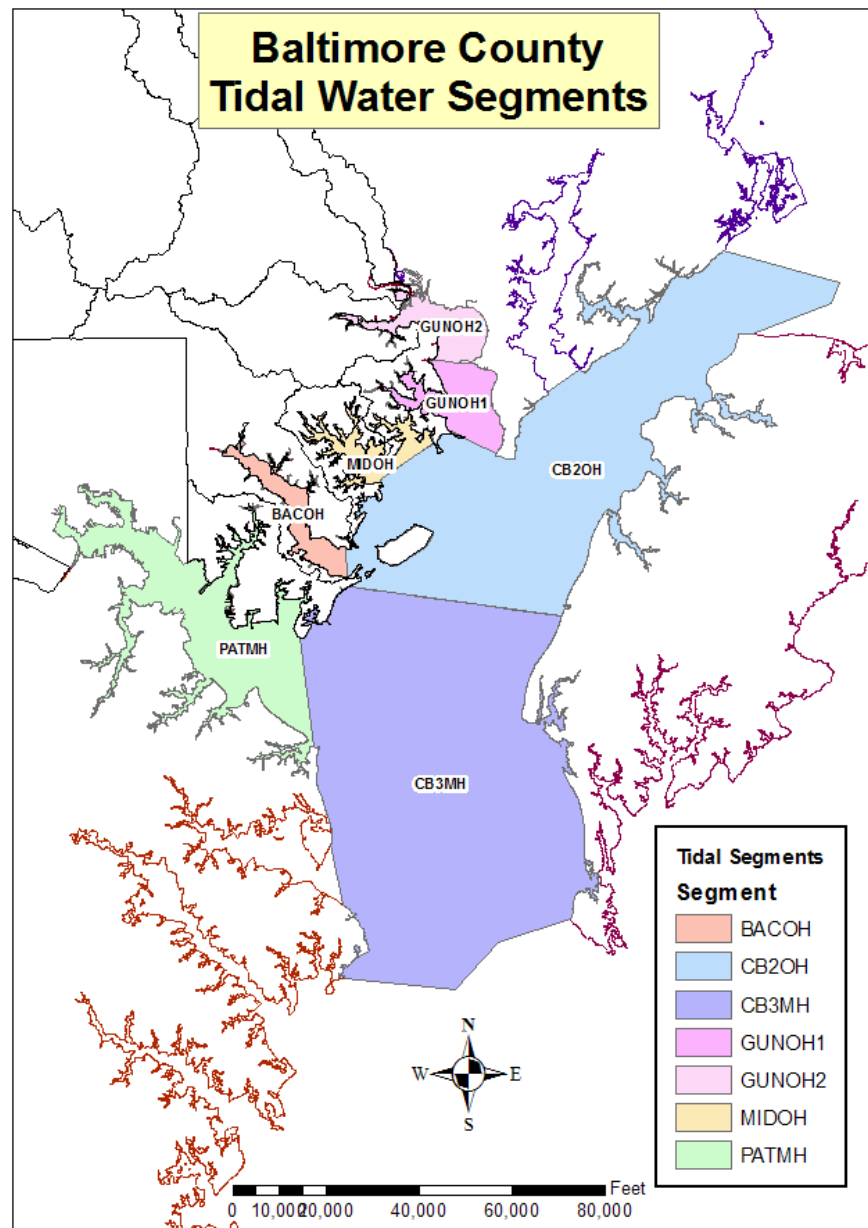 Baltimore County
Tidal Water Segments
GUNOH2
GUNOH1
MIDOH
CB2OH
BACOH
PATMH
CB3MH
Tidal Segments
Segment
BACOH
CB2OH
CB3MH
GUNOH1
GUNOH2
MIDOH
PATMH
N
W E
S
Feet
0 10,000 20,000 40,000 60,000 80,000